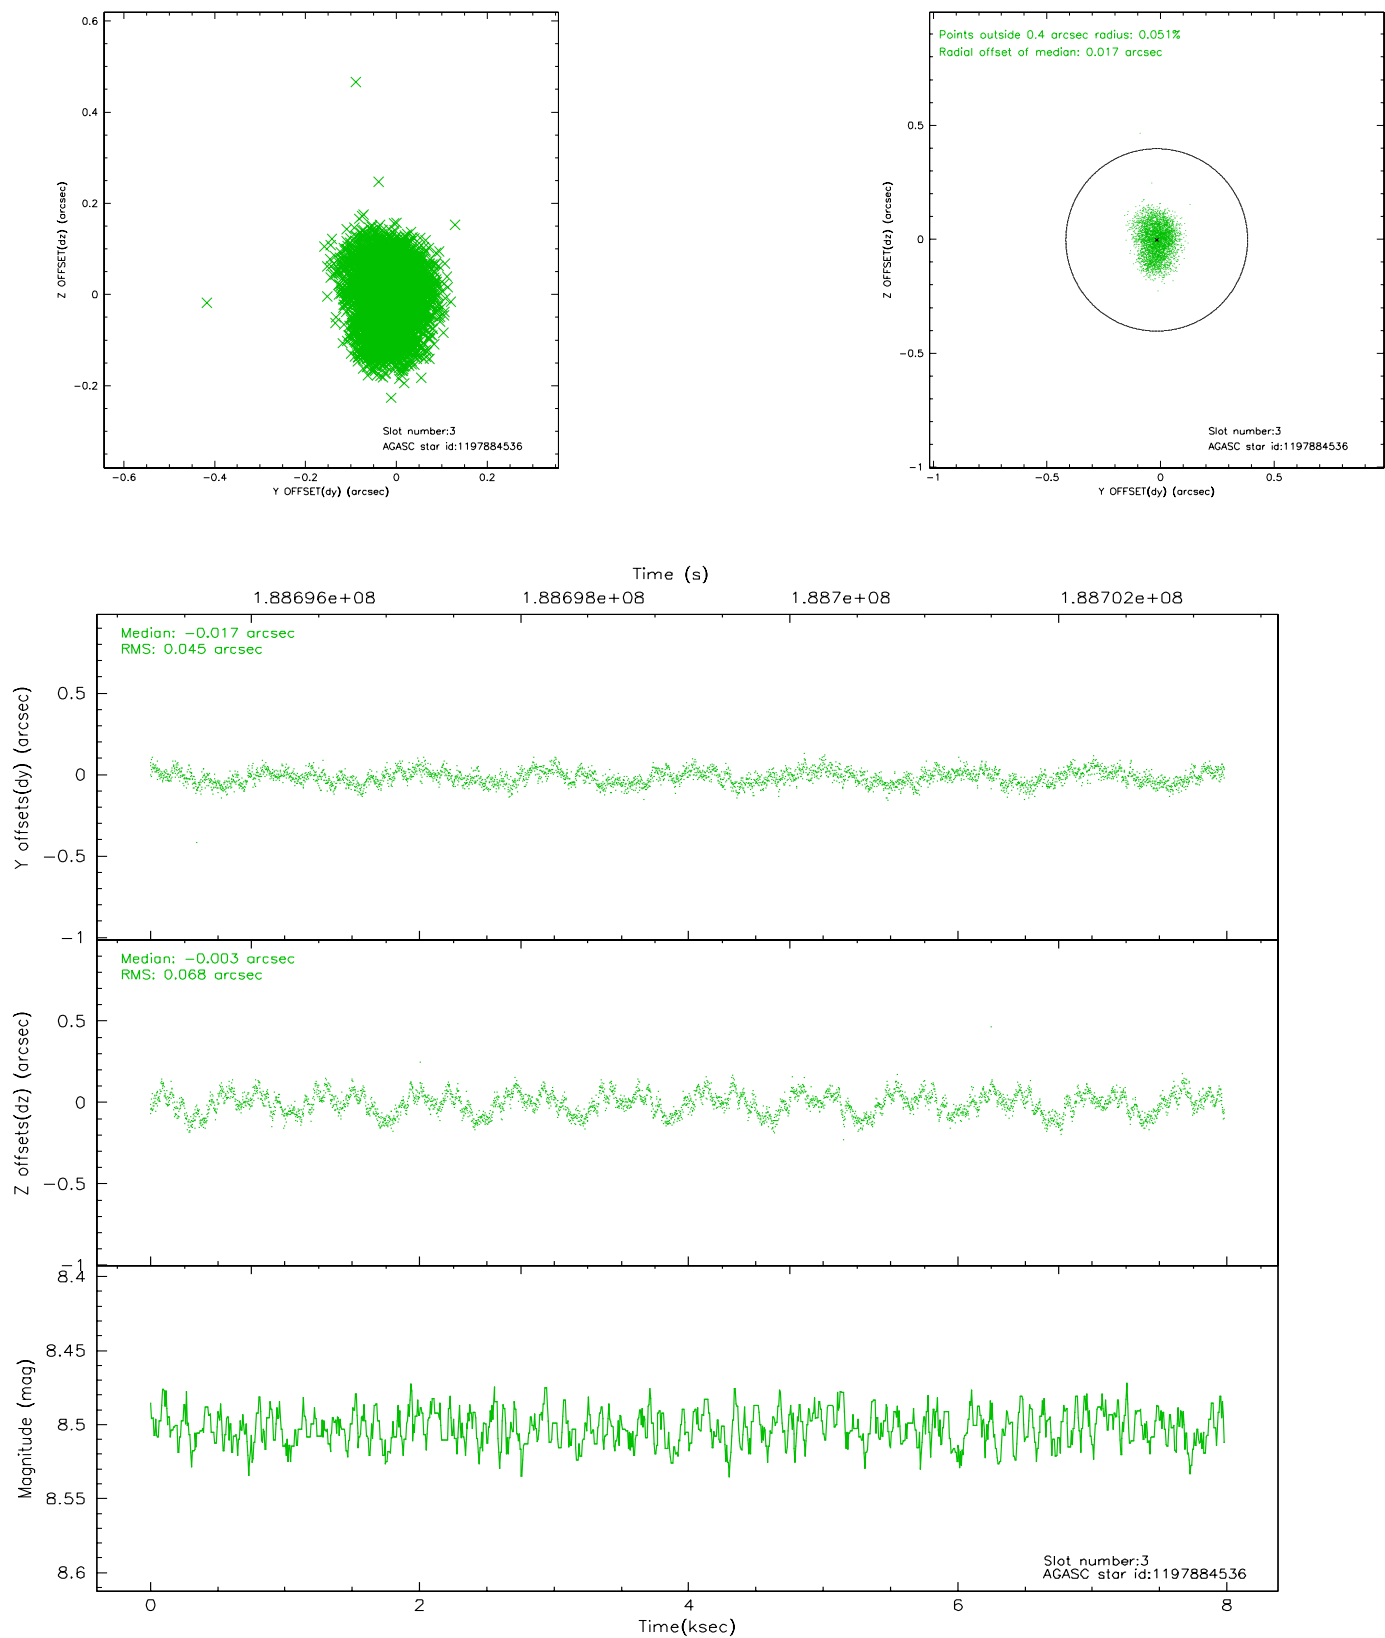 0.6
0.4
0.2
0
−0.2
Z OFFSET(dz) (arcsec)
Slot number:3
AGASC star id:1197884536
−0.6 −0.4 −0.2 0 0.2
Y OFFSET(dy) (arcsec)
Points outside 0.4 arcsec radius: 0.051%
Radial offset of median: 0.017 arcsec
0.5
0
−0.5
−1
Z OFFSET(dz) (arcsec)
Slot number:3
AGASC star id:1197884536
−1 −0.5 0 0.5
Y OFFSET(dy) (arcsec)
Time (s)
1.88696e+08 1.88698e+08 1.887e+08 1.88702e+08
Median: −0.017 arcsec
RMS: 0.045 arcsec
0.5
0
−0.5
−1
Y offsets(dy) (arcsec)
Median: −0.003 arcsec
RMS: 0.068 arcsec
0.5
0
−0.5
−1
Z offsets(dz) (arcsec)
8.4
8.45
8.5
8.55
8.6
Magnitude (mag)
Slot number:3
AGASC star id:1197884536
0 2 4 6 8
Time(ksec)